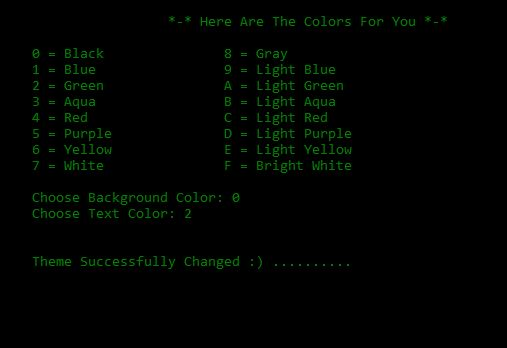 *-* Here Are The Colors For You *-*
0 = Black 8 = Gray
1 = Blue 9 = Light Blue
2 = Green A = Light Green
3 = Aqua B = Light Aqua
4 = Red C = Light Red
5 = Purple D = Light Purple
6 = Yellow E = Light Yellow
7 = White F = Bright White
Choose Background Color: 0
Choose Text Color: 2
Theme Successfully Changed :) ..........